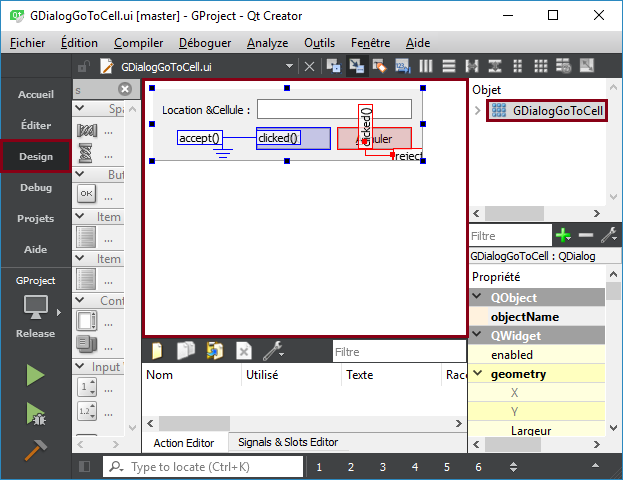 GDialogGoToCell.ui [master] - GProject - Qt Creator
Fichier Édition Compiler Déboguer Analyze Outils Fenêtre Aide
GDialogGoToCell.ui
Accueil
Éditer
Design
Debug
Projets
Aide
GProject
Release
s
Spa
...
...
Bu
OK ...
Item
...
Item
...
Con
...
...
Input
1 ...
1.2 ...
Location &Cellule :
accept()
clicked()
clicked()
Annuler
reject
Objet
GDialogGoToCell
Filtre
GDialogGoToCell : QDialog
Propriété
QObject
objectName
QWidget
enabled
geometry
X
Y
Largeur
Filtre
Nom Utilisé Texte Racc
Action Editor Signals & Slots Editor
Type to locate (Ctrl+K) 1 2 3 4 5 6